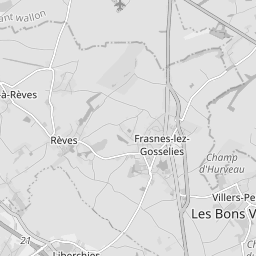 ant wallon
-à-Rèves
Rèves
Frasnes-lez-
Gosselies
Champ
d'Hurveau
Villers-Pe
Les Bons V
21
Liberchies